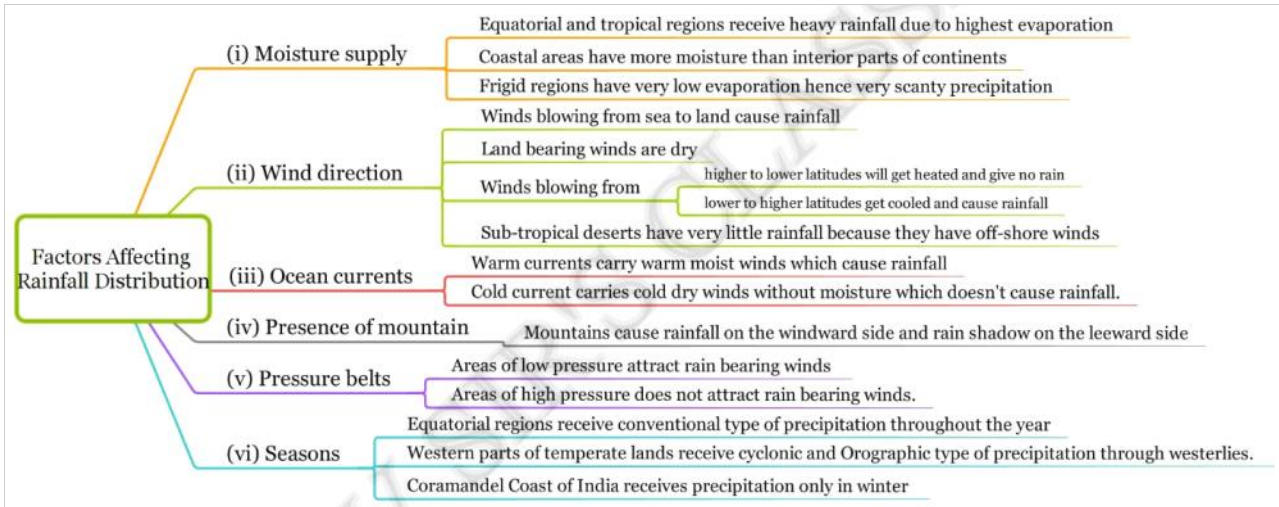 Factors Affecting
Rainfall Distribution
(i) Moisture supply
Equatorial and tropical regions receive heavy rainfall due to highest evaporation
Coastal areas have more moisture than interior parts of continents
Frigid regions have very low evaporation hence very scanty precipitation
(ii) Wind direction
Winds blowing from sea to land cause rainfall
Land bearing winds are dry
Winds blowing from
higher to lower latitudes will get heated and give no rain
lower to higher latitudes get cooled and cause rainfall
Sub-tropical deserts have very little rainfall because they have off-shore winds
(iii) Ocean currents
Warm currents carry warm moist winds which cause rainfall
Cold current carries cold dry winds without moisture which doesn't cause rainfall.
(iv) Presence of mountain
Mountains cause rainfall on the windward side and rain shadow on the leeward side
(v) Pressure belts
Areas of low pressure attract rain bearing winds
Areas of high pressure does not attract rain bearing winds.
(vi) Seasons
Equatorial regions receive conventional type of precipitation throughout the year
Western parts of temperate lands receive cyclonic and Orographic type of precipitation through westerlies.
Coramandel Coast of India receives precipitation only in winter
SIR'S CLASS